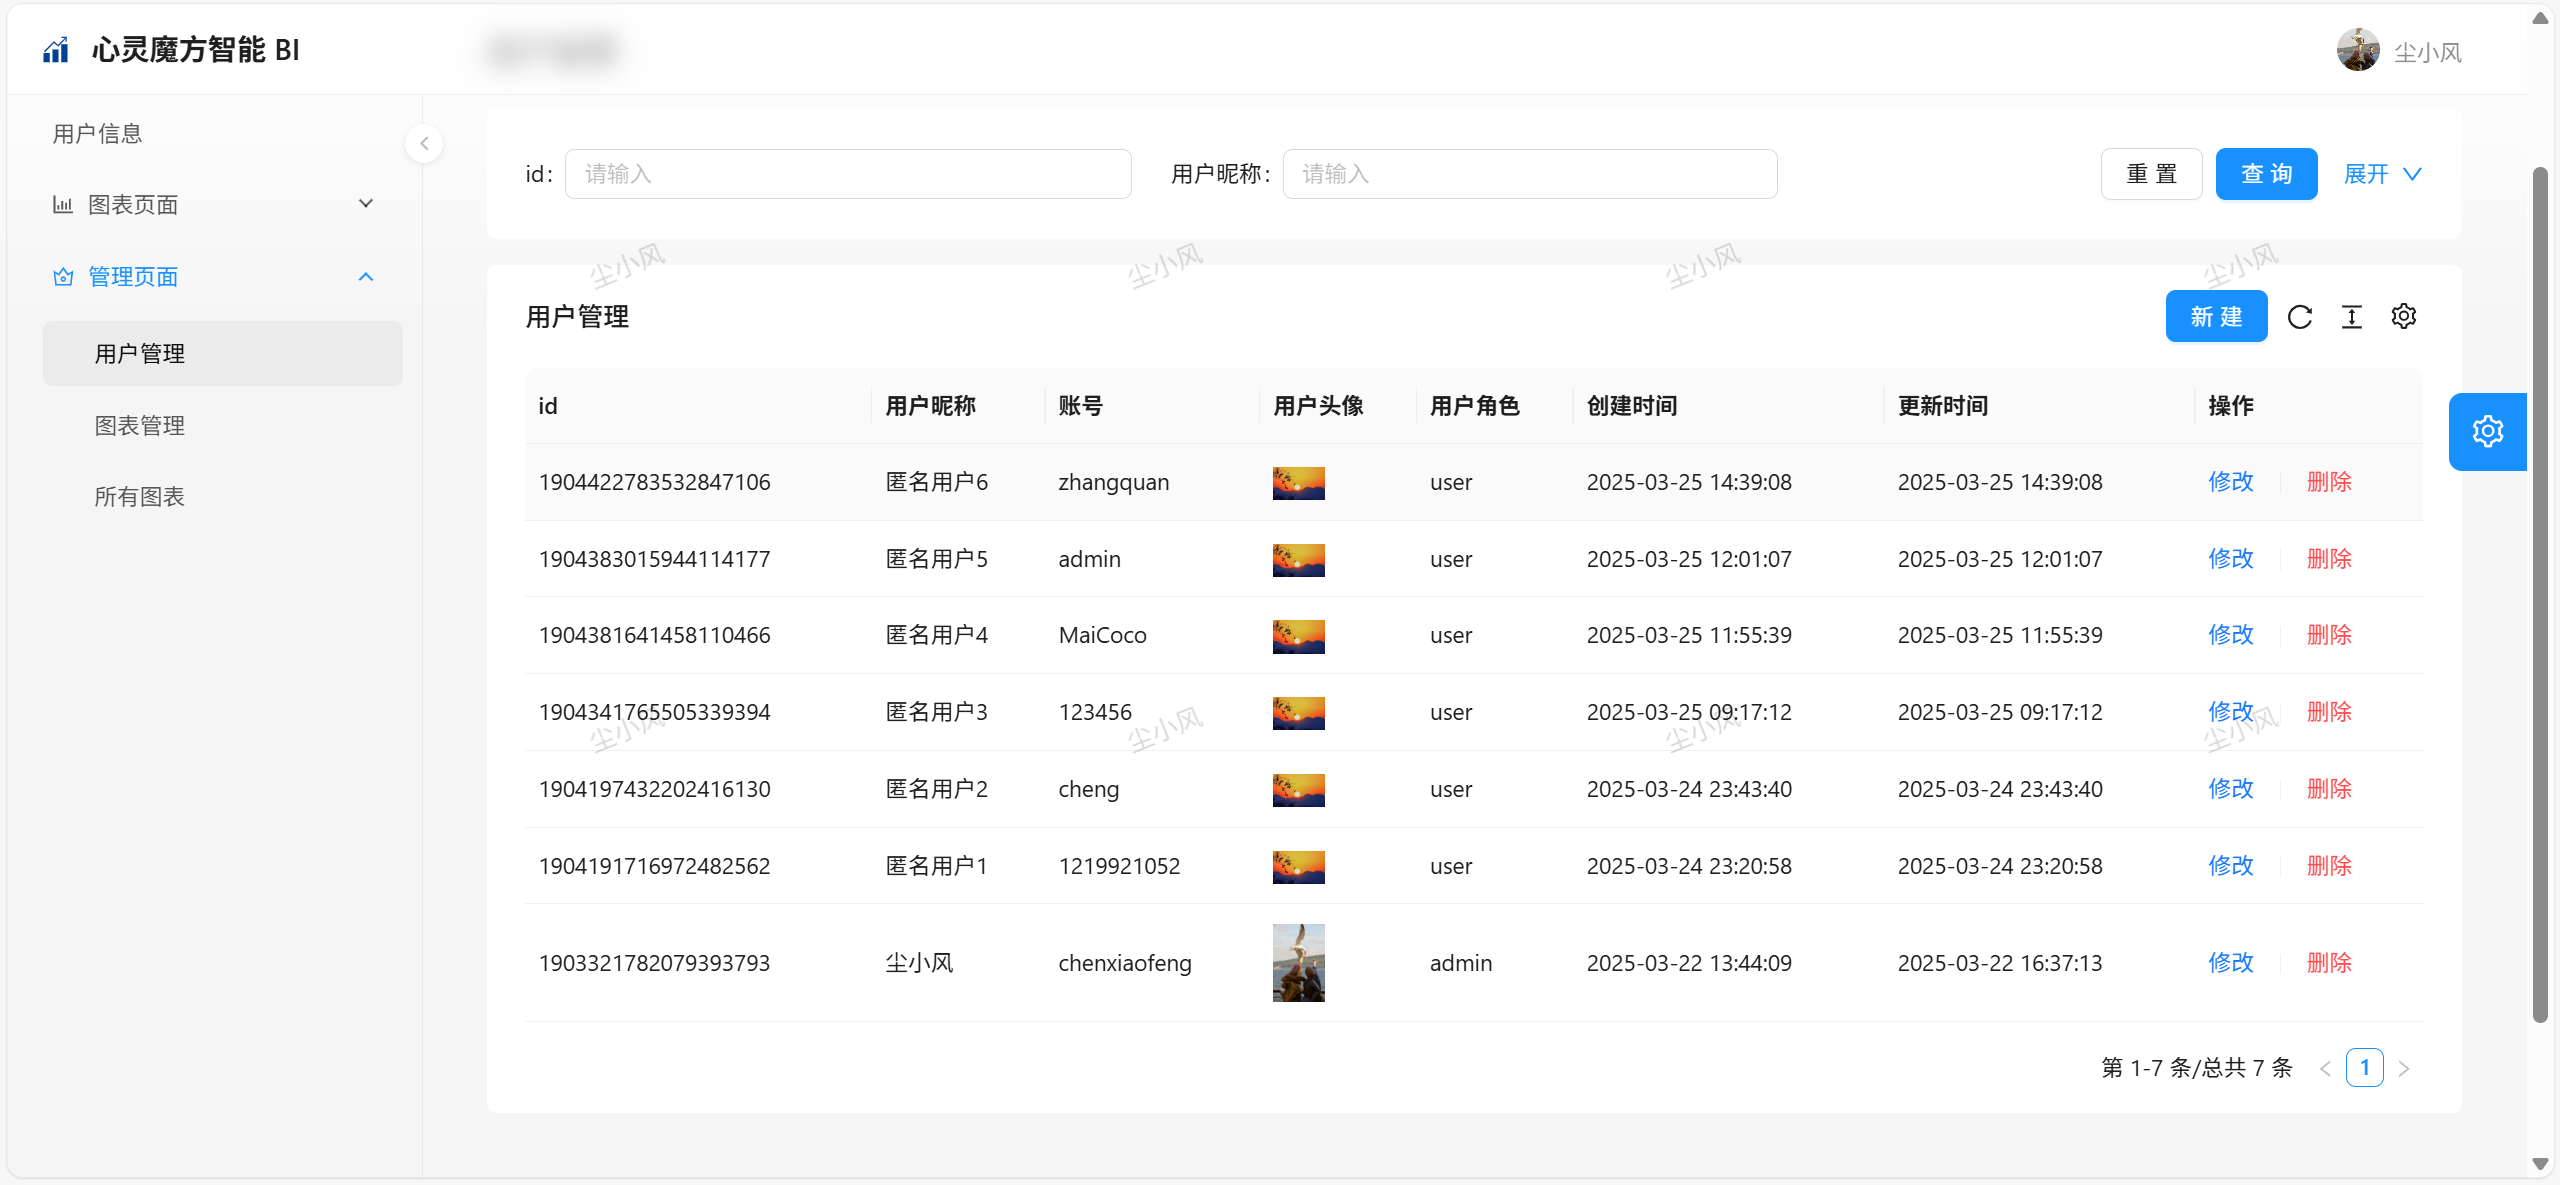 心灵魔方智能 BI
尘小风
用户信息
图表页面
管理页面
用户管理
图表管理
所有图表
id: 请输入 用户昵称: 请输入 重 置 查 询 展开
尘小风 尘小风 尘小风 尘小风
用户管理 新 建
id 用户昵称 账号 用户头像 用户角色 创建时间 更新时间 操作
1904422783532847106 匿名用户6 zhangquan user 2025-03-25 14:39:08 2025-03-25 14:39:08 修改 删除
1904383015944114177 匿名用户5 admin user 2025-03-25 12:01:07 2025-03-25 12:01:07 修改 删除
1904381641458110466 匿名用户4 MaiCoco user 2025-03-25 11:55:39 2025-03-25 11:55:39 修改 删除
1904341765505339394 匿名用户3 123456 user 2025-03-25 09:17:12 2025-03-25 09:17:12 修改 删除
尘小风 尘小风 尘小风 尘小风
1904197432202416130 匿名用户2 cheng user 2025-03-24 23:43:40 2025-03-24 23:43:40 修改 删除
1904191716972482562 匿名用户1 1219921052 user 2025-03-24 23:20:58 2025-03-24 23:20:58 修改 删除
1903321782079393793 尘小风 chenxiaofeng admin 2025-03-22 13:44:09 2025-03-22 16:37:13 修改 删除
第 1-7 条/总共 7 条 1